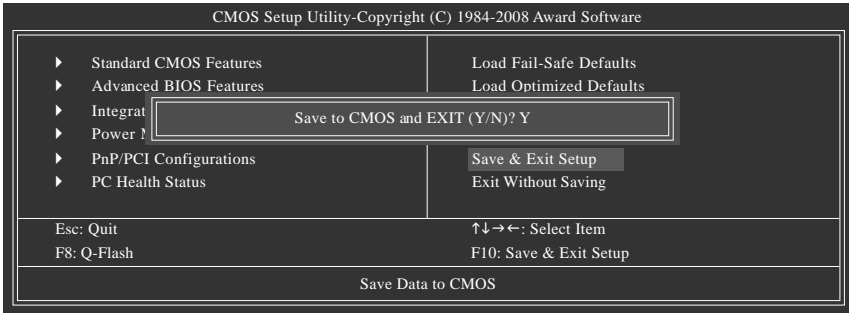 CMOS Setup Utility-Copyright (C) 1984-2008 Award Software
Standard CMOS Features
Advanced BIOS Features
Integrat
Power M
PnP/PCI Configurations
PC Health Status
Load Fail-Safe Defaults
Load Optimized Defaults
Save to CMOS and EXIT (Y/N)? Y
Save & Exit Setup
Exit Without Saving
Esc: Quit
↑↓→←: Select Item
F8: Q-Flash
F10: Save & Exit Setup
Save Data to CMOS